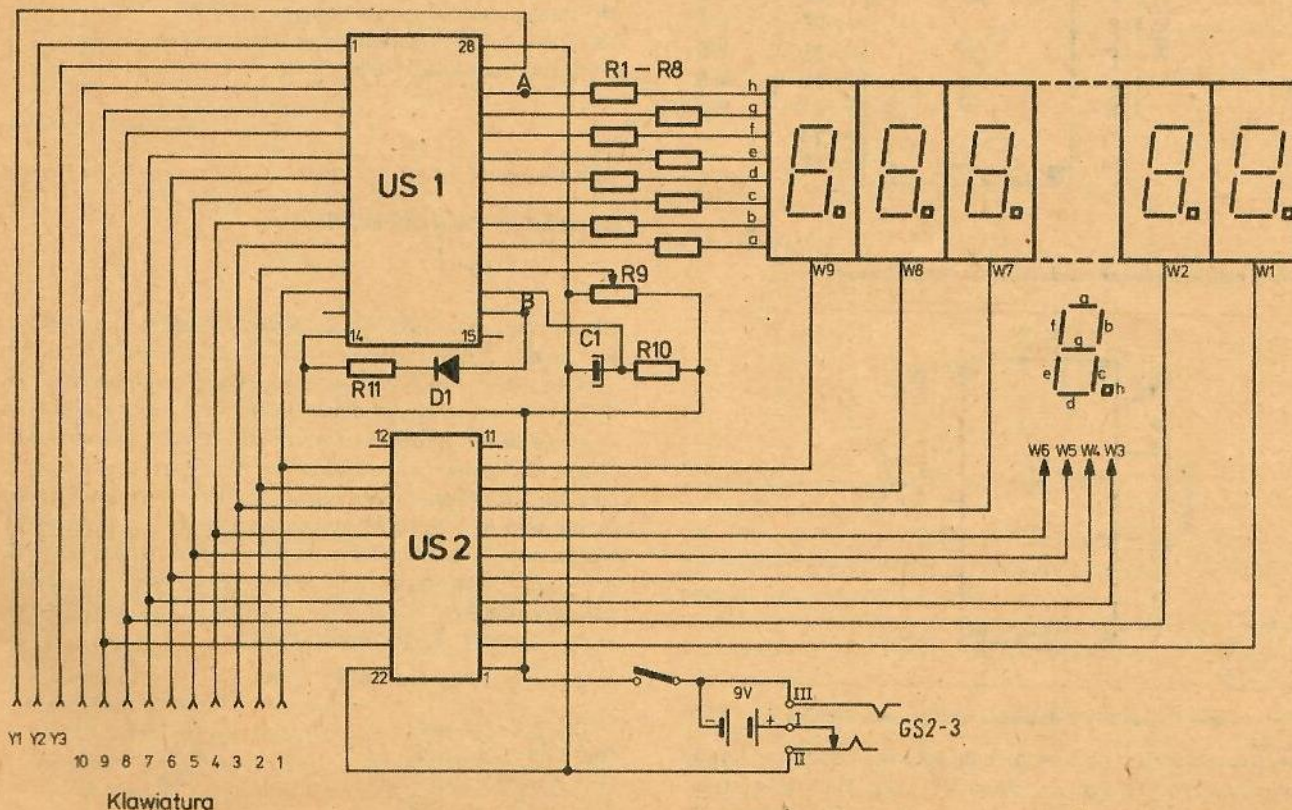 1 28
A
R1 – R8
h
g
f
e
d
c
b
a
US 1
W9 W8 W7 W2 W1
R9
B
14 15
C1
R10
R11
D1
a
f b
g
e c
h
d
12 11
W6 W5 W4 W3
US 2
22 1
9V
III
- + I
II
GS2-3
Y1 Y2 Y3
10 9 8 7 6 5 4 3 2 1
Klawiatura